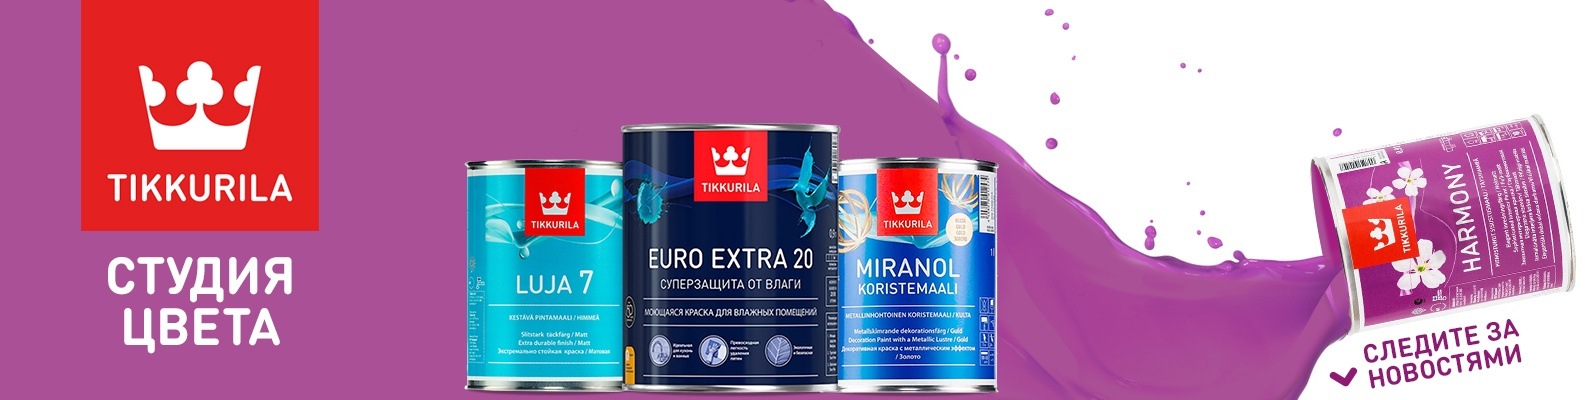 TIKKURILA
СТУДИЯ
ЦВЕТА
TIKKURILA
LUJA 7
KESTÄVÄ PINTAMAALI / HIMMEÄ
Slitstark täckfärg / Matt
Extra durable finish / Matt
Экстремально стойкая краска / Матовая
TIKKURILA
EURO EXTRA 20
СУПЕРЗАЩИТА ОТ ВЛАГИ
МОЮЩАЯСЯ КРАСКА ДЛЯ ВЛАЖНЫХ ПОМЕЩЕНИЙ
TIKKURILA
MIRANOL
KORISTEMAALI
METALLINHOHTOINEN KORISTEMAALI / KULTA
Metallskimrande dekorationsfärg / Guld
Decoration Paint with a Metallic Lustre / Gold
Декоративная краска с металлическим эффектом
/ Золото
TIKKURILA
HARMONY
СЛЕДИТЕ ЗА
НОВОСТЯМИ